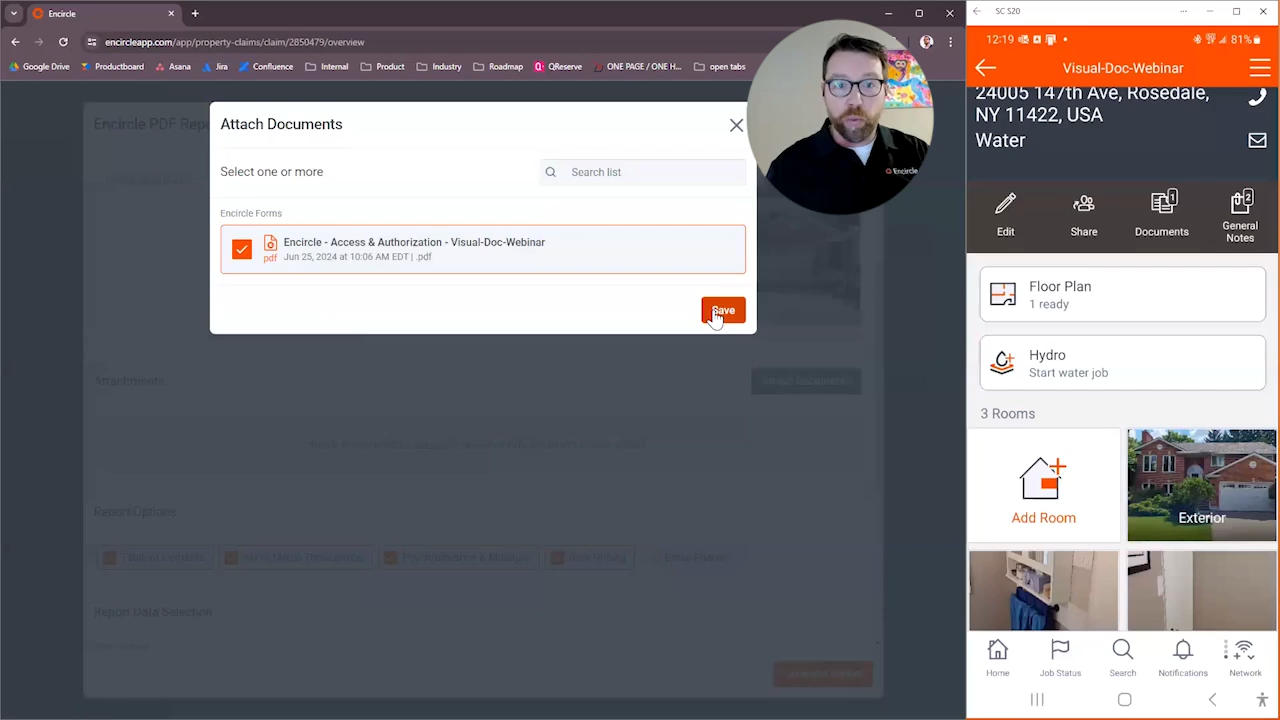 Encircle
encircleapp.com/app/property-claims/claim/2850479/overview
Google Drive
Productboard
Asana
Jira
Confluence
Internal
Product
Industry
Roadmap
QReserve
ONE PAGE / ONE H...
open tabs
Encircle PDF Repo
Attach Documents
Select one or more
Search list
Encircle Forms
Encircle - Access & Authorization - Visual-Doc-Webinar
pdf
Jun 25, 2024 at 10:06 AM EDT | .pdf
Save
Attachments
Report Options
Report Data Selection
Encircle
SC S20
12:19
81%
Visual-Doc-Webinar
24005 147th Ave, Rosedale,
NY 11422, USA
Water
1
2
Edit
Share
Documents
General
Notes
Floor Plan
1 ready
Hydro
Start water job
3 Rooms
Add Room
Exterior
Home
Job Status
Search
Notifications
Network